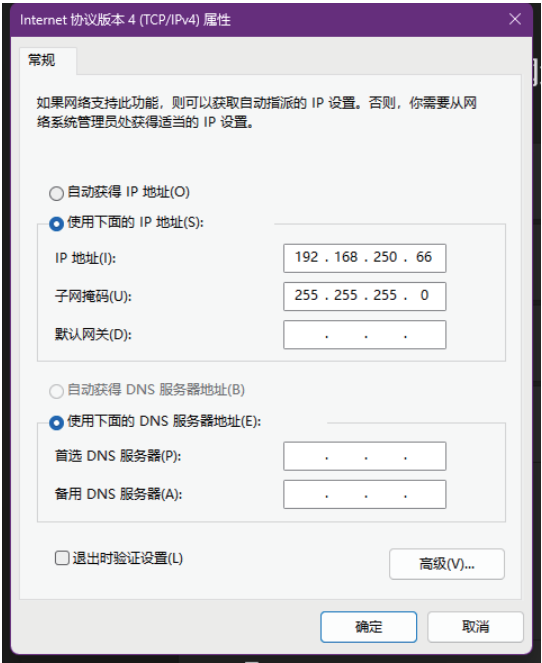 Internet 协议版本 4 (TCP/IPv4) 属性
常规
如果网络支持此功能，则可以获取自动指派的 IP 设置。否则，你需要从网
络系统管理员处获得适当的 IP 设置。
自动获得 IP 地址(O)
使用下面的 IP 地址(S):
IP 地址(I): 192 . 168 . 250 . 66
子网掩码(U): 255 . 255 . 255 . 0
默认网关(D): . . .
自动获得 DNS 服务器地址(B)
使用下面的 DNS 服务器地址(E):
首选 DNS 服务器(P): . . .
备用 DNS 服务器(A): . . .
退出时验证设置(L)
高级(V)...
确定 取消